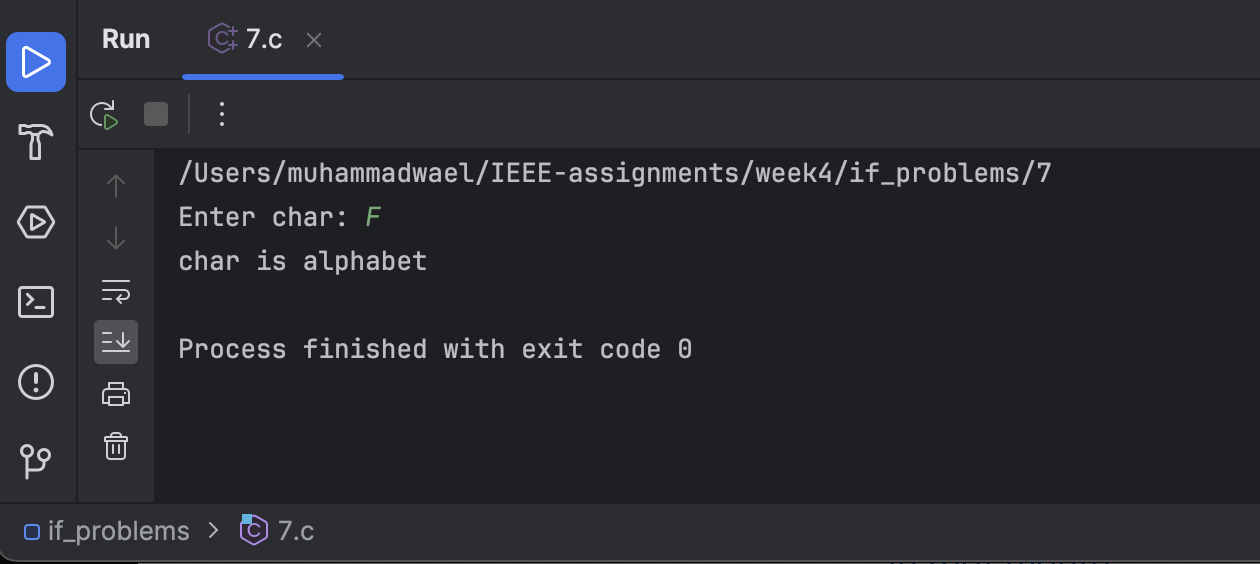 Run 7.c
/Users/muhammadwael/IEEE-assignments/week4/if_problems/7
Enter char: F
char is alphabet
Process finished with exit code 0
if_problems > 7.c